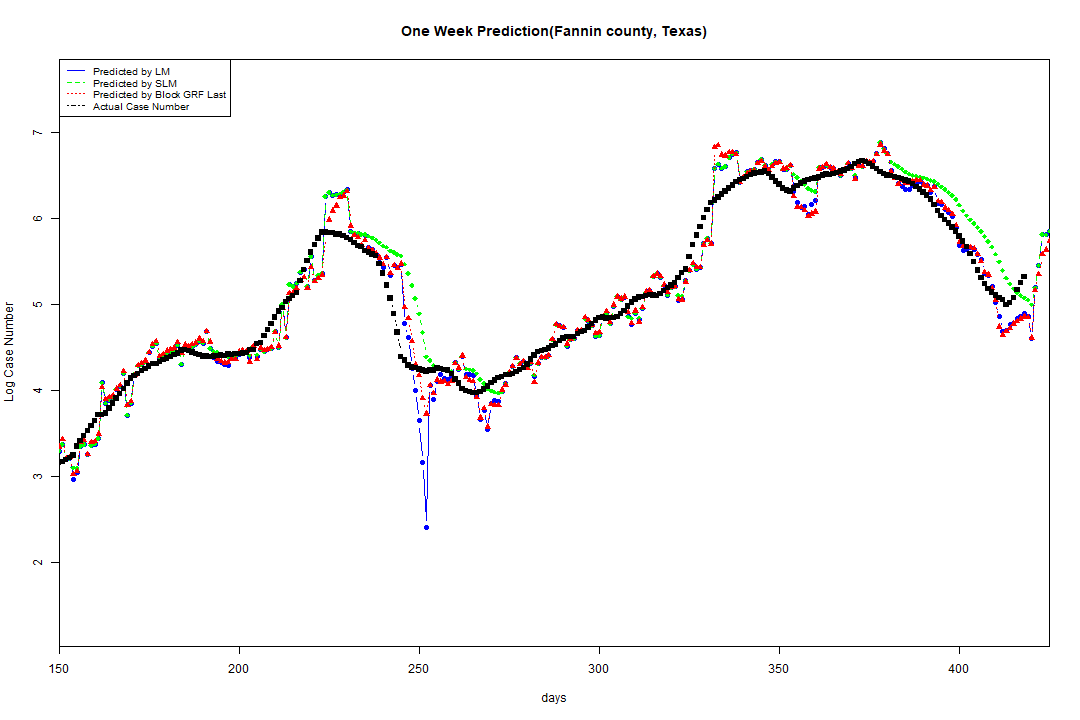 One Week Prediction(Fannin county, Texas)
Predicted by LM
Predicted by SLM
Predicted by Block GRF Last
Actual Case Number
7
6
5
4
3
2
Log Case Number
150 200 250 300 350 400
days